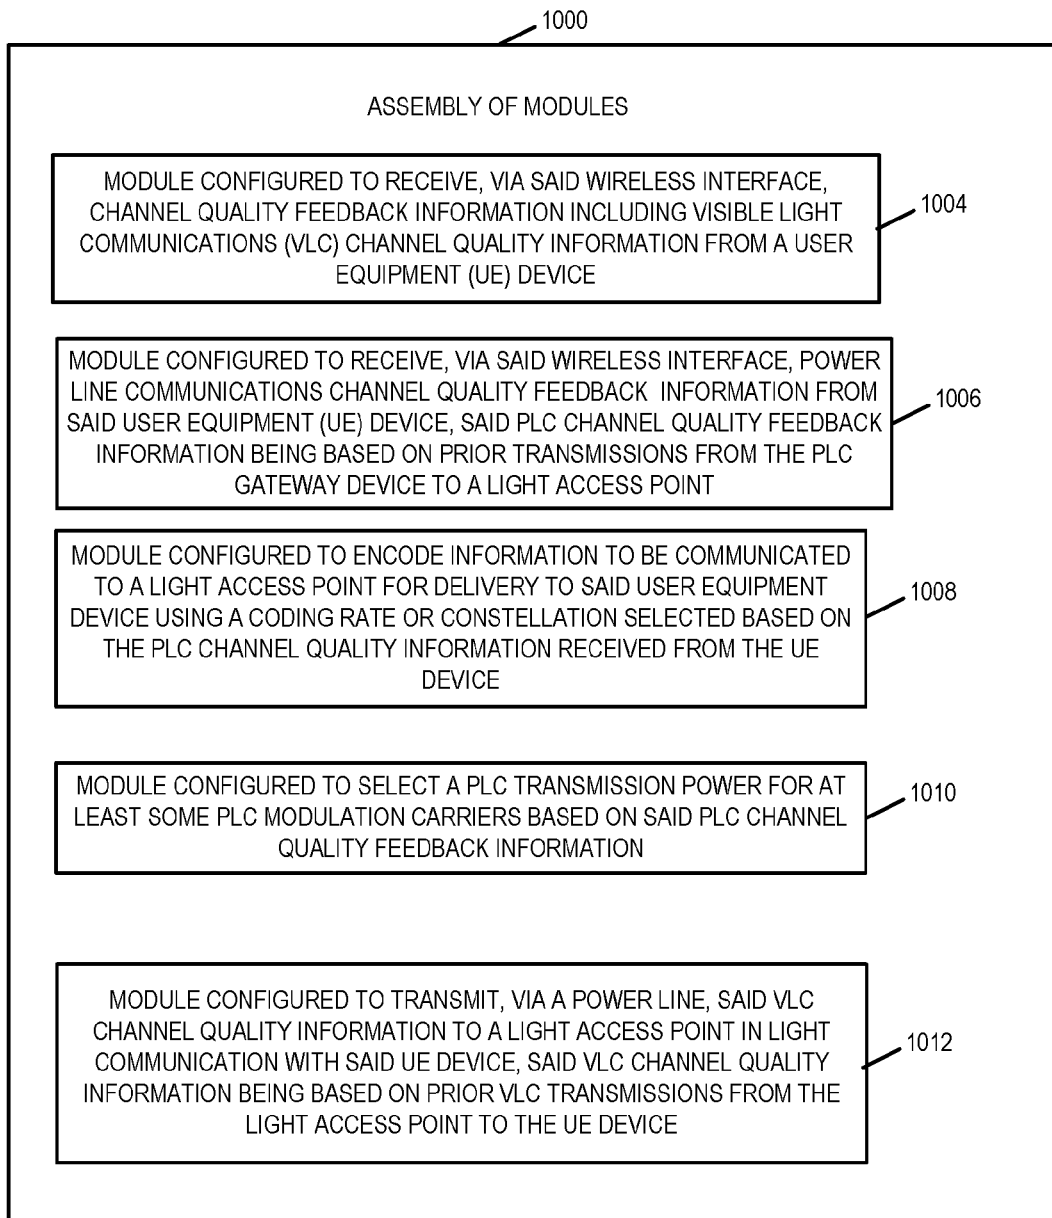 1000
ASSEMBLY OF MODULES
MODULE CONFIGURED TO RECEIVE, VIA SAID WIRELESS INTERFACE,
CHANNEL QUALITY FEEDBACK INFORMATION INCLUDING VISIBLE LIGHT
COMMUNICATIONS (VLC) CHANNEL QUALITY INFORMATION FROM A USER
EQUIPMENT (UE) DEVICE
1004
MODULE CONFIGURED TO RECEIVE, VIA SAID WIRELESS INTERFACE, POWER
LINE COMMUNICATIONS CHANNEL QUALITY FEEDBACK INFORMATION FROM
SAID USER EQUIPMENT (UE) DEVICE, SAID PLC CHANNEL QUALITY FEEDBACK
INFORMATION BEING BASED ON PRIOR TRANSMISSIONS FROM THE PLC
GATEWAY DEVICE TO A LIGHT ACCESS POINT
1006
MODULE CONFIGURED TO ENCODE INFORMATION TO BE COMMUNICATED
TO A LIGHT ACCESS POINT FOR DELIVERY TO SAID USER EQUIPMENT
DEVICE USING A CODING RATE OR CONSTELLATION SELECTED BASED ON
THE PLC CHANNEL QUALITY INFORMATION RECEIVED FROM THE UE
DEVICE
1008
MODULE CONFIGURED TO SELECT A PLC TRANSMISSION POWER FOR AT
LEAST SOME PLC MODULATION CARRIERS BASED ON SAID PLC CHANNEL
QUALITY FEEDBACK INFORMATION
1010
MODULE CONFIGURED TO TRANSMIT, VIA A POWER LINE, SAID VLC
CHANNEL QUALITY INFORMATION TO A LIGHT ACCESS POINT IN LIGHT
COMMUNICATION WITH SAID UE DEVICE, SAID VLC CHANNEL QUALITY
INFORMATION BEING BASED ON PRIOR VLC TRANSMISSIONS FROM THE
LIGHT ACCESS POINT TO THE UE DEVICE
1012